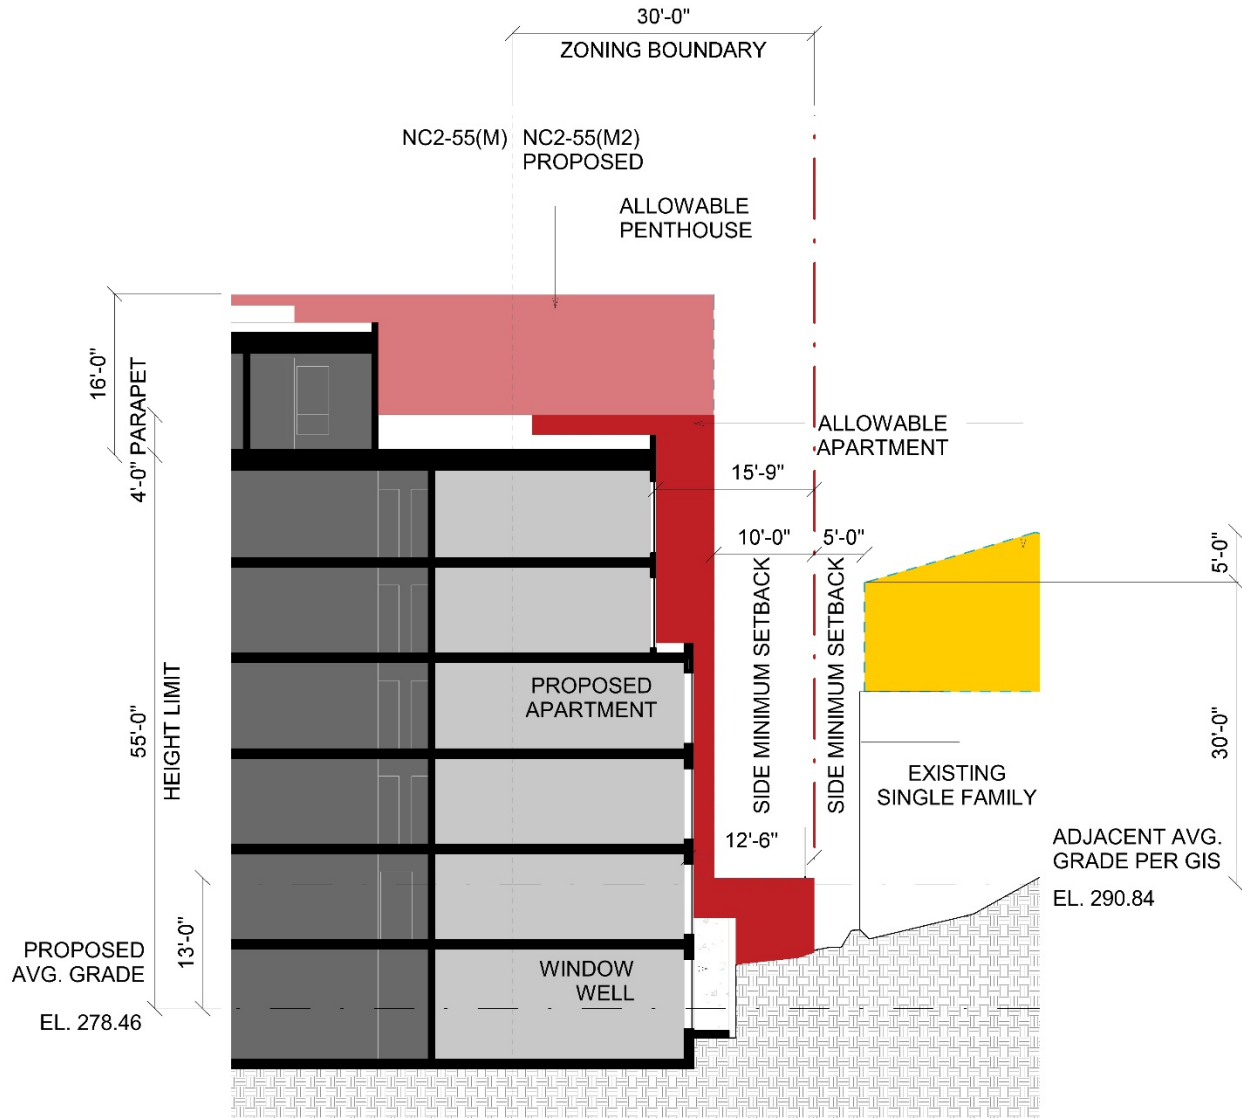 30'-0"
ZONING BOUNDARY
NC2-55(M)
NC2-55(M2)
PROPOSED
ALLOWABLE
PENTHOUSE
16'-0"
4'-0" PARAPET
ALLOWABLE
APARTMENT
15'-9"
10'-0"
5'-0"
5'-0"
SIDE MINIMUM SETBACK
SIDE MINIMUM SETBACK
PROPOSED
APARTMENT
55'-0"
HEIGHT LIMIT
30'-0"
EXISTING
SINGLE FAMILY
12'-6"
ADJACENT AVG.
GRADE PER GIS
EL. 290.84
13'-0"
PROPOSED
AVG. GRADE
EL. 278.46
WINDOW
WELL